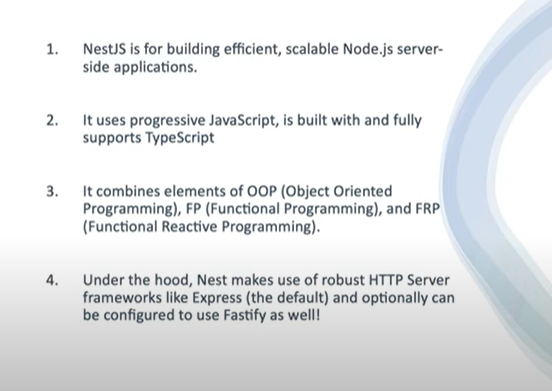 1. NestJS is for building efficient, scalable Node.js server-
side applications.
2. It uses progressive JavaScript, is built with and fully
supports TypeScript
3. It combines elements of OOP (Object Oriented
Programming), FP (Functional Programming), and FRP
(Functional Reactive Programming).
4. Under the hood, Nest makes use of robust HTTP Server
frameworks like Express (the default) and optionally can
be configured to use Fastify as well!